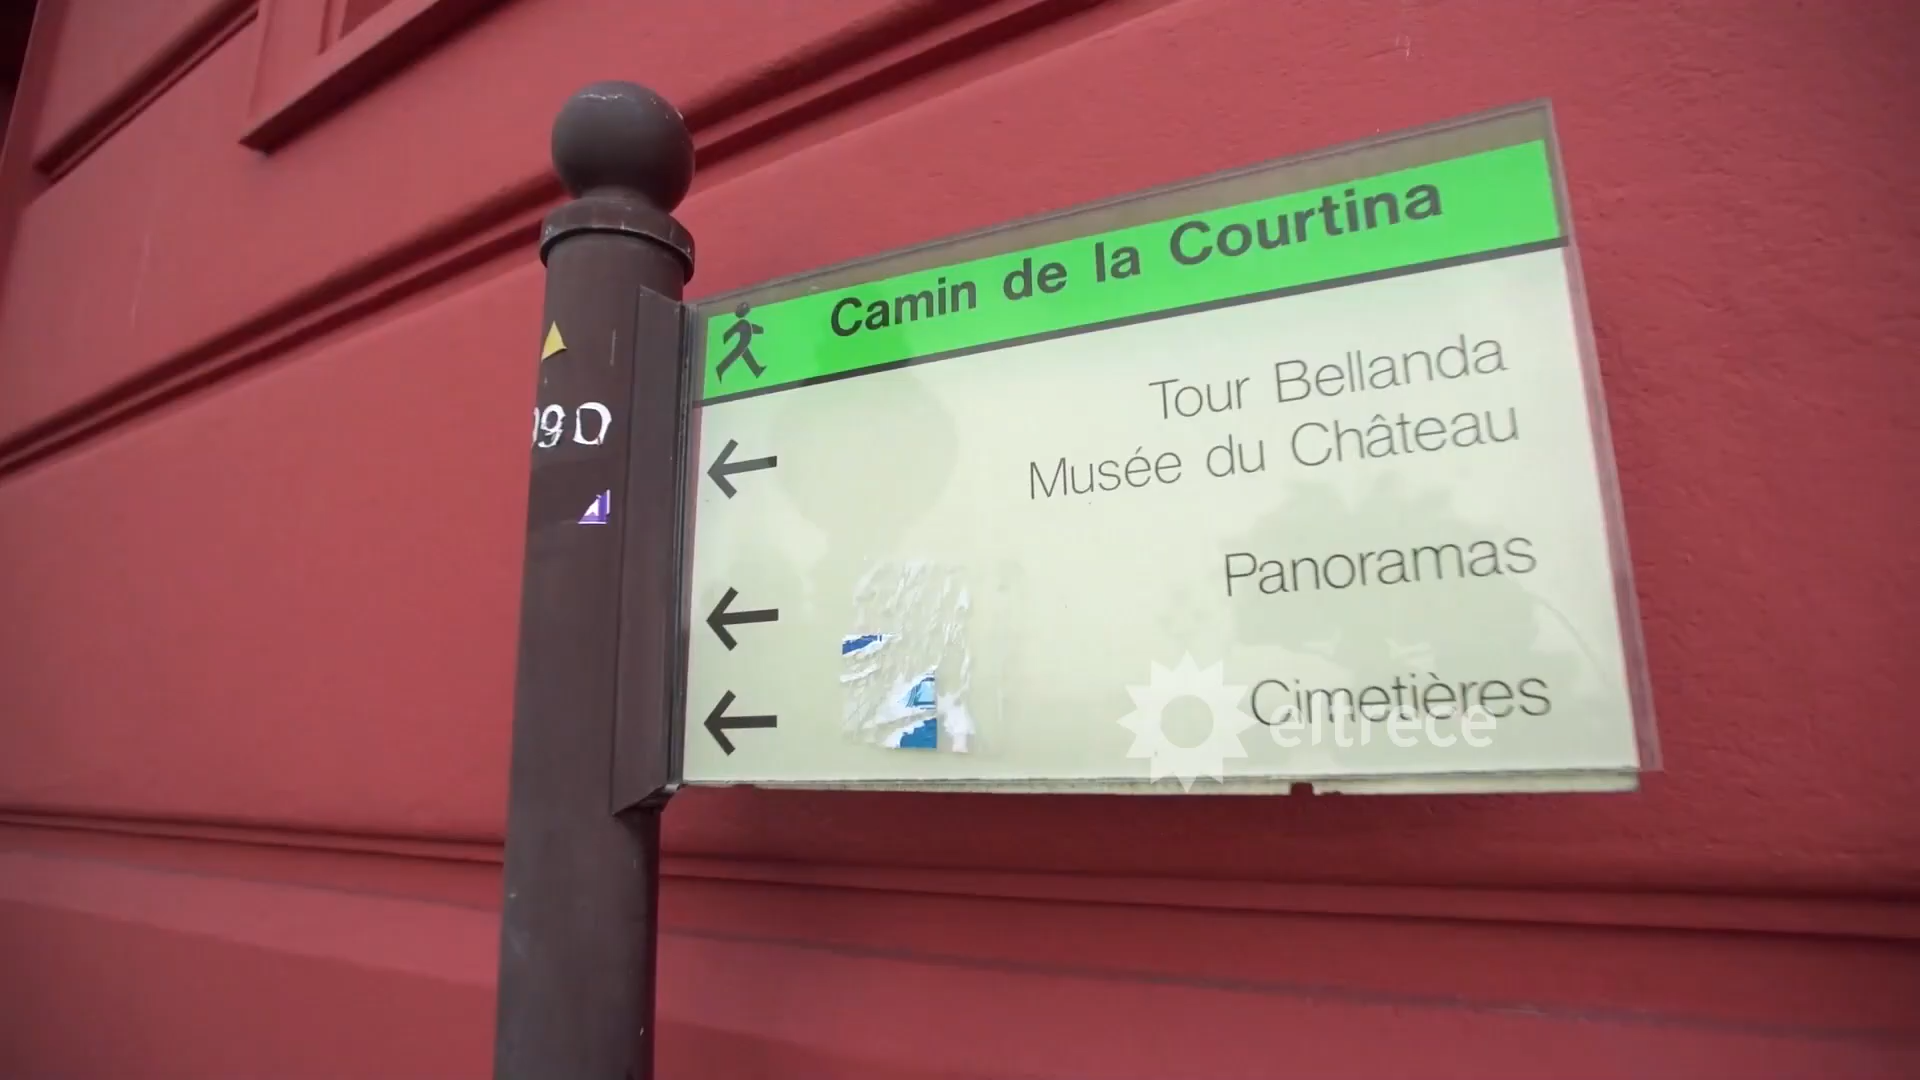 Camin de la Courtina
Tour Bellanda
Musée du Château
Panoramas
Cimetières
eltrece